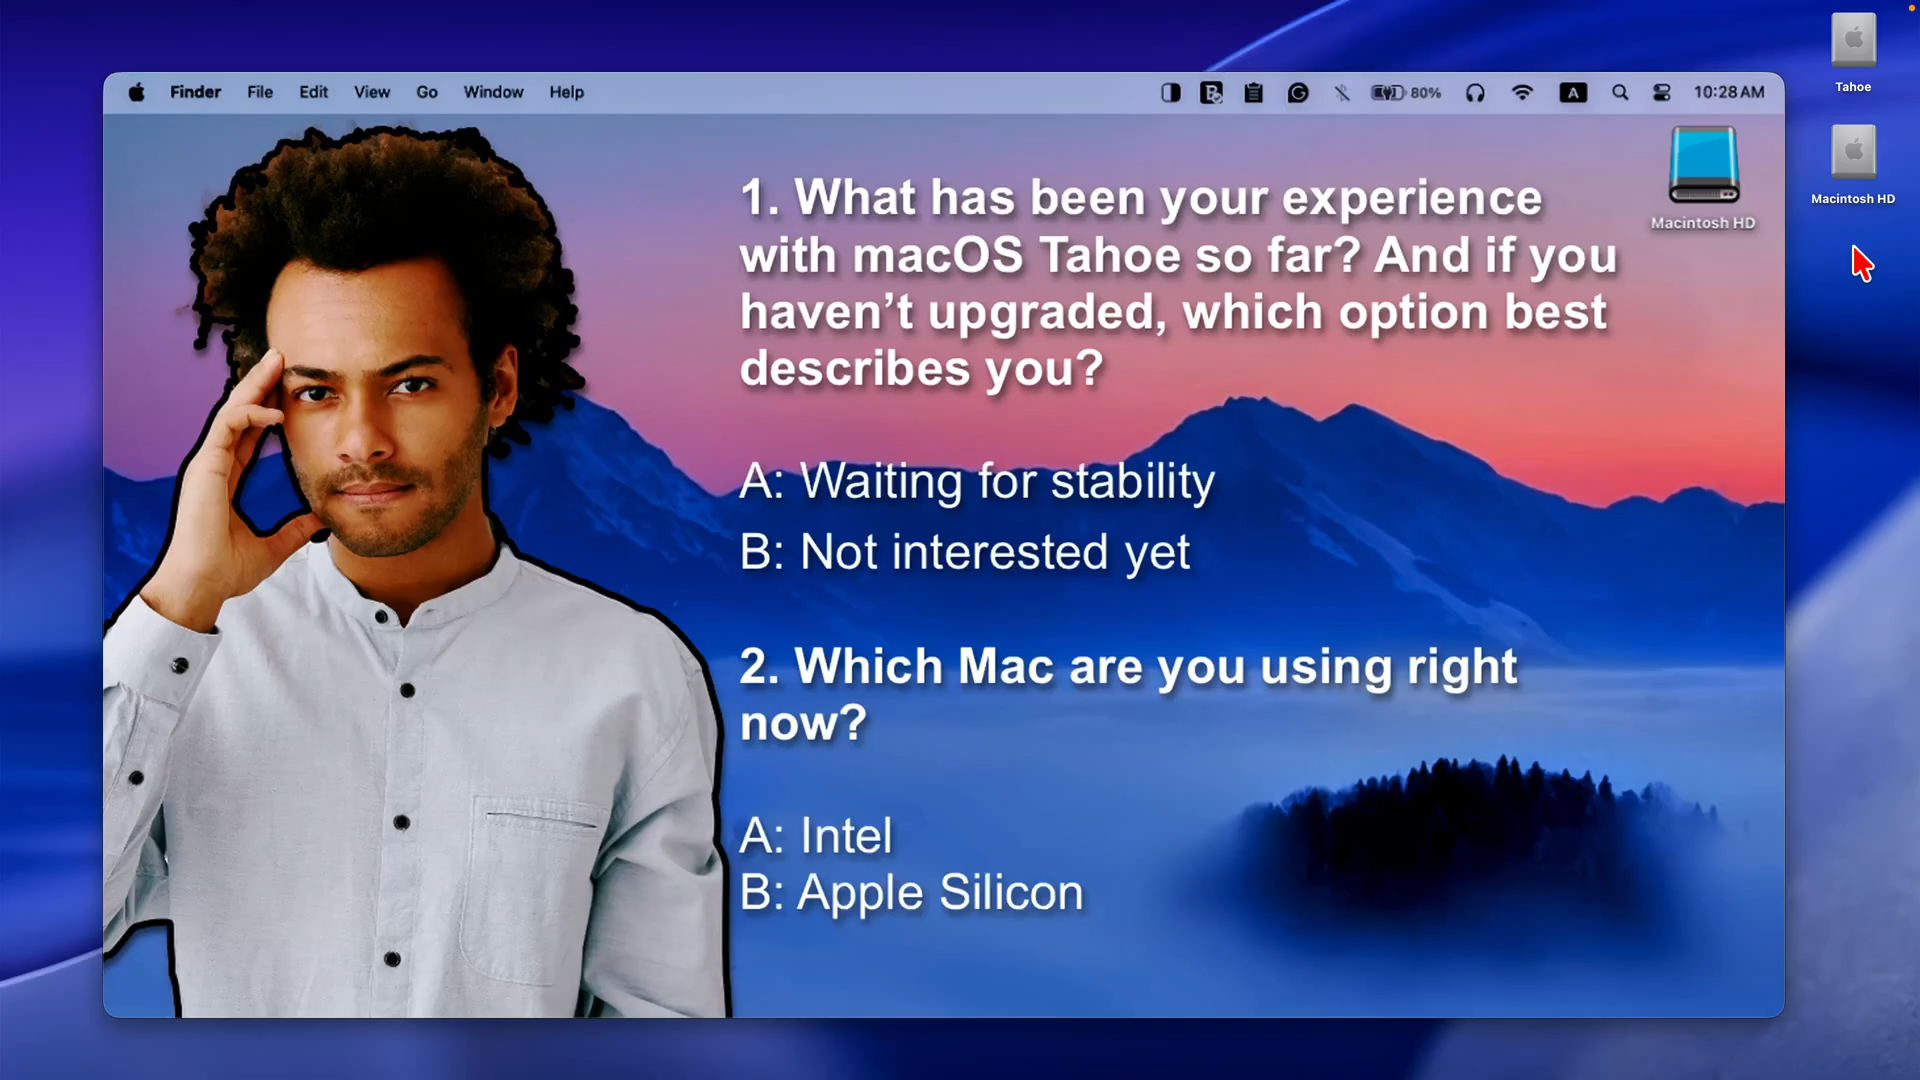 Finder File Edit View Go Window Help 80% A 10:28 AM
Tahoe
Macintosh HD
Macintosh HD
1. What has been your experience
with macOS Tahoe so far? And if you
haven’t upgraded, which option best
describes you?
A: Waiting for stability
B: Not interested yet
2. Which Mac are you using right
now?
A: Intel
B: Apple Silicon